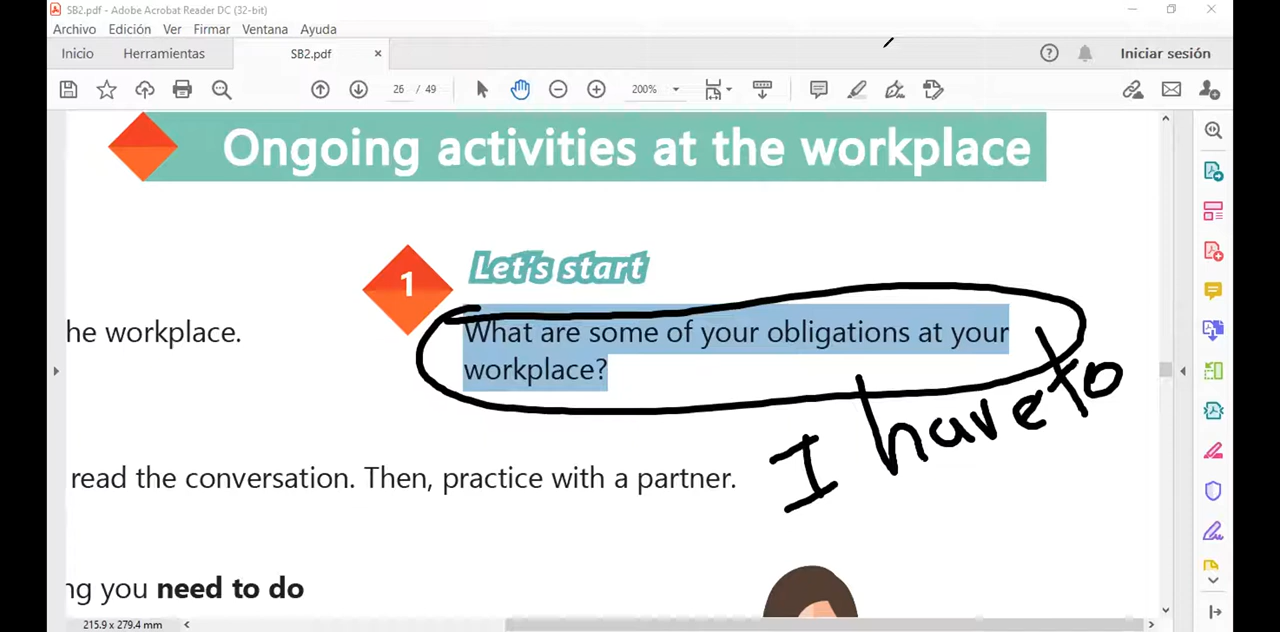 SB2.pdf - Adobe Acrobat Reader DC (32-bit)
Archivo Edición Ver Firmar Ventana Ayuda
Inicio Herramientas SB2.pdf × ? Iniciar sesión
26 / 49 200%
Ongoing activities at the workplace
1 Let's start
What are some of your obligations at your
workplace?
he workplace.
I have to
read the conversation. Then, practice with a partner.
ng you need to do
215.9 x 279.4 mm